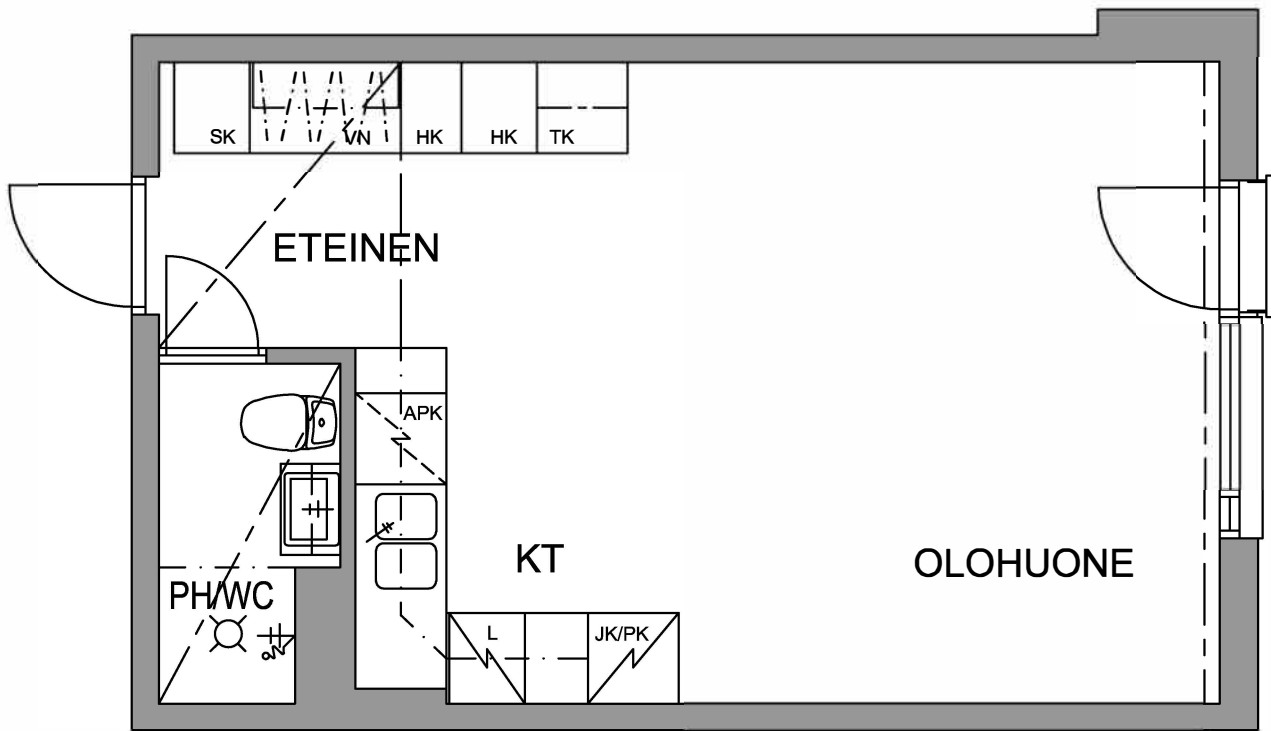 SK VN HK HK TK
ETEINEN
APK
KT
OLOHUONE
PH/WC
L JK/PK